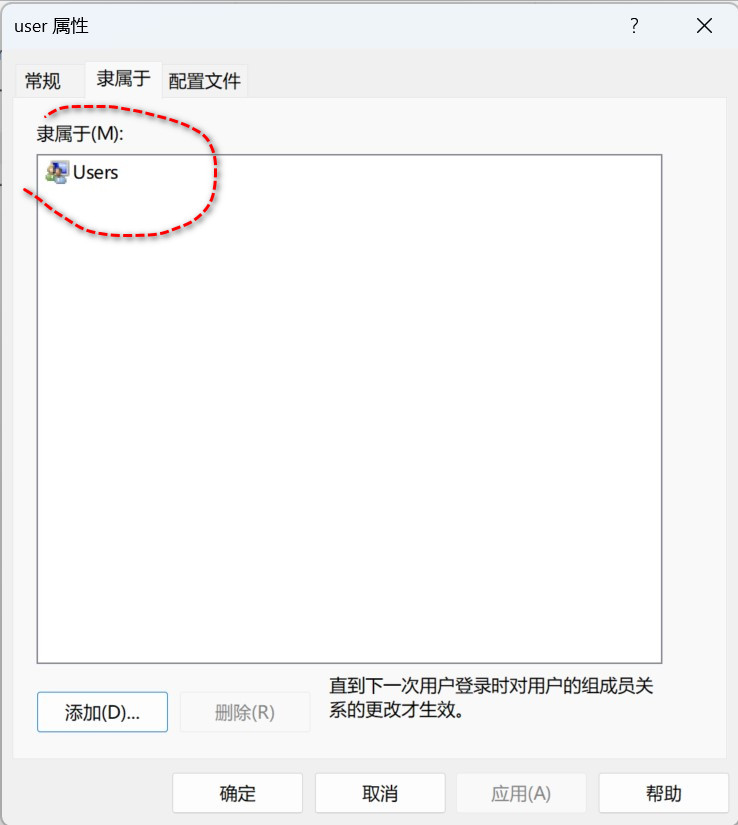 user 属性
?
常规 隶属于 配置文件
隶属于(M):
Users
添加(D)... 删除(R)
直到下一次用户登录时对用户的组成员关
系的更改才生效。
确定 取消 应用(A) 帮助